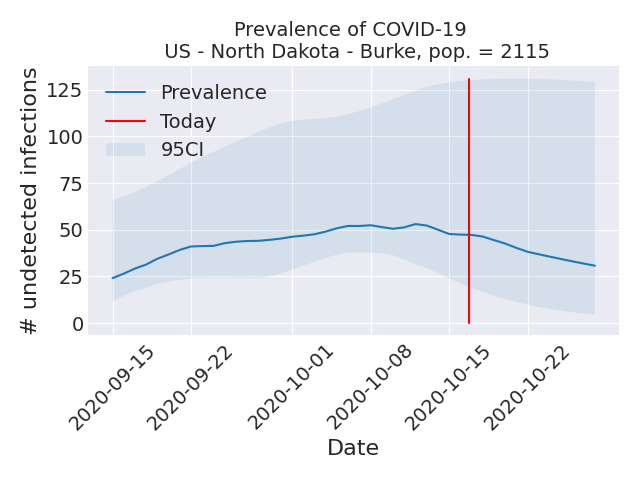 Prevalence of COVID-19
US - North Dakota - Burke, pop. = 2115
# undetected infections
125
100
75
50
25
0
Prevalence
Today
95CI
2020-09-15
2020-09-22
2020-10-01
2020-10-08
2020-10-15
2020-10-22
Date